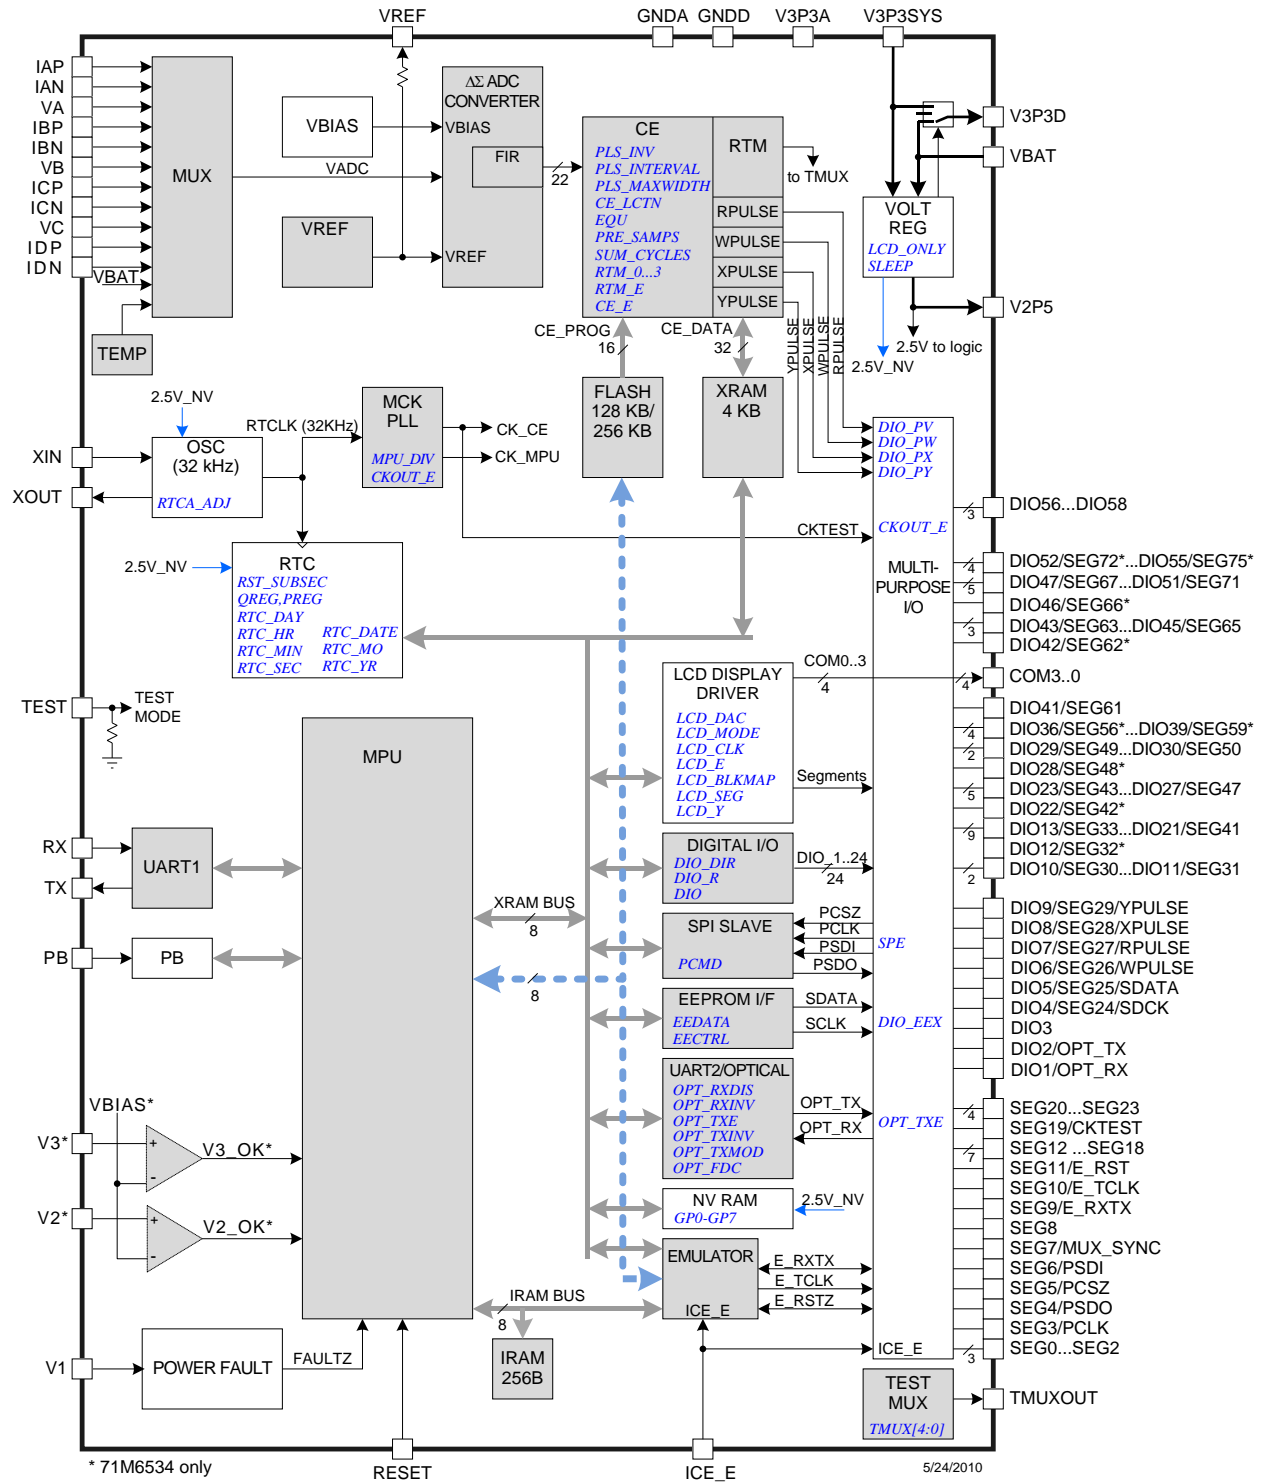 VREF
GNDA
GNDD
V3P3A
V3P3SYS
IAP
IAN
VA
IBP
IBN
VB
ICP
ICN
VC
IDP
IDN
VBAT
MUX
TEMP
VBIAS
VREF
VADC
ΔΣ ADC
CONVERTER
VBIAS
FIR
VREF
22
CE
PLS_INV
PLS_INTERVAL
PLS_MAXWIDTH
CE_LCTN
EQU
PRE_SAMPS
SUM_CYCLES
RTM_0...3
RTM_E
CE_E
RTM
to TMUX
RPULSE
WPULSE
XPULSE
YPULSE
YPULSE
XPULSE
WPULSE
RPULSE
V3P3D
VBAT
VOLT
REG
LCD_ONLY
SLEEP
V2P5
2.5V to logic
2.5V_NV
CE_PROG
16
CE_DATA
32
FLASH
128 KB/
256 KB
XRAM
4 KB
2.5V_NV
XIN
XOUT
OSC
(32 kHz)
RTCA_ADJ
RTCLK (32KHz)
MCK
PLL
MPU_DIV
CKOUT_E
CK_CE
CK_MPU
2.5V_NV
RTC
RST_SUBSEC
QREG,PREG
RTC_DAY
RTC_HR
RTC_MIN
RTC_SEC
RTC_DATE
RTC_MO
RTC_YR
CKTEST
DIO_PV
DIO_PW
DIO_PX
DIO_PY
CKOUT_E
MULTI-
PURPOSE
I/O
SPE
DIO_EEX
OPT_TXE
ICE_E
TEST
TEST
MODE
MPU
LCD DISPLAY
DRIVER
LCD_DAC
LCD_MODE
LCD_CLK
LCD_E
LCD_BLKMAP
LCD_SEG
LCD_Y
COM0..3
4
4
Segments
RX
TX
UART1
PB
PB
DIGITAL I/O
DIO_DIR
DIO_R
DIO
DIO_1..24
24
XRAM BUS
8
8
SPI SLAVE
PCMD
PCSZ
PCLK
PSDI
PSDO
EEPROM I/F
EEDATA
EECTRL
SDATA
SCLK
UART2/OPTICAL
OPT_RXDIS
OPT_RXINV
OPT_TXE
OPT_TXINV
OPT_TXMOD
OPT_FDC
OPT_TX
OPT_RX
NV RAM
GP0-GP7
2.5V_NV
EMULATOR
ICE_E
E_RXTX
E_TCLK
E_RSTZ
VBIAS*
V3*
+
-
V3_OK*
V2*
+
-
V2_OK*
IRAM BUS
8
IRAM
256B
V1
POWER FAULT
FAULTZ
TEST
MUX
TMUX[4:0]
TMUXOUT
DIO56...DIO58
3
DIO52/SEG72*...DIO55/SEG75*
4
DIO47/SEG67...DIO51/SEG71
5
DIO46/SEG66*
DIO43/SEG63...DIO45/SEG65
3
DIO42/SEG62*
COM3..0
DIO41/SEG61
DIO36/SEG56*...DIO39/SEG59*
4
DIO29/SEG49...DIO30/SEG50
2
DIO28/SEG48*
DIO23/SEG43...DIO27/SEG47
5
DIO22/SEG42*
DIO13/SEG33...DIO21/SEG41
9
DIO12/SEG32*
DIO10/SEG30...DIO11/SEG31
2
DIO9/SEG29/YPULSE
DIO8/SEG28/XPULSE
DIO7/SEG27/RPULSE
DIO6/SEG26/WPULSE
DIO5/SEG25/SDATA
DIO4/SEG24/SDCK
DIO3
DIO2/OPT_TX
DIO1/OPT_RX
SEG20...SEG23
4
SEG19/CKTEST
SEG12 ...SEG18
7
SEG11/E_RST
SEG10/E_TCLK
SEG9/E_RXTX
SEG8
SEG7/MUX_SYNC
SEG6/PSDI
SEG5/PCSZ
SEG4/PSDO
SEG3/PCLK
SEG0...SEG2
3
* 71M6534 only
RESET
ICE_E
5/24/2010